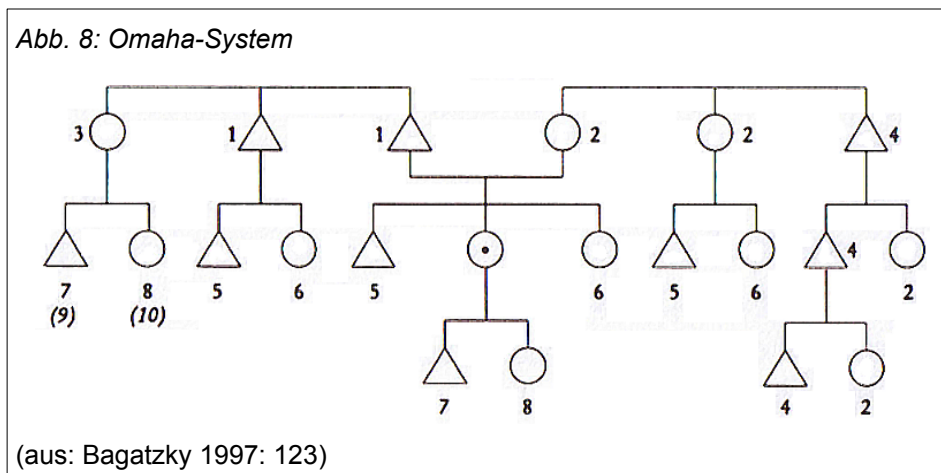 Abb. 8: Omaha-System
3 1 1 2 2 4
7 8 5 6 5 6 5 6 4 2
(9) (10)
7 8 4 2
(aus: Bagatzky 1997: 123)